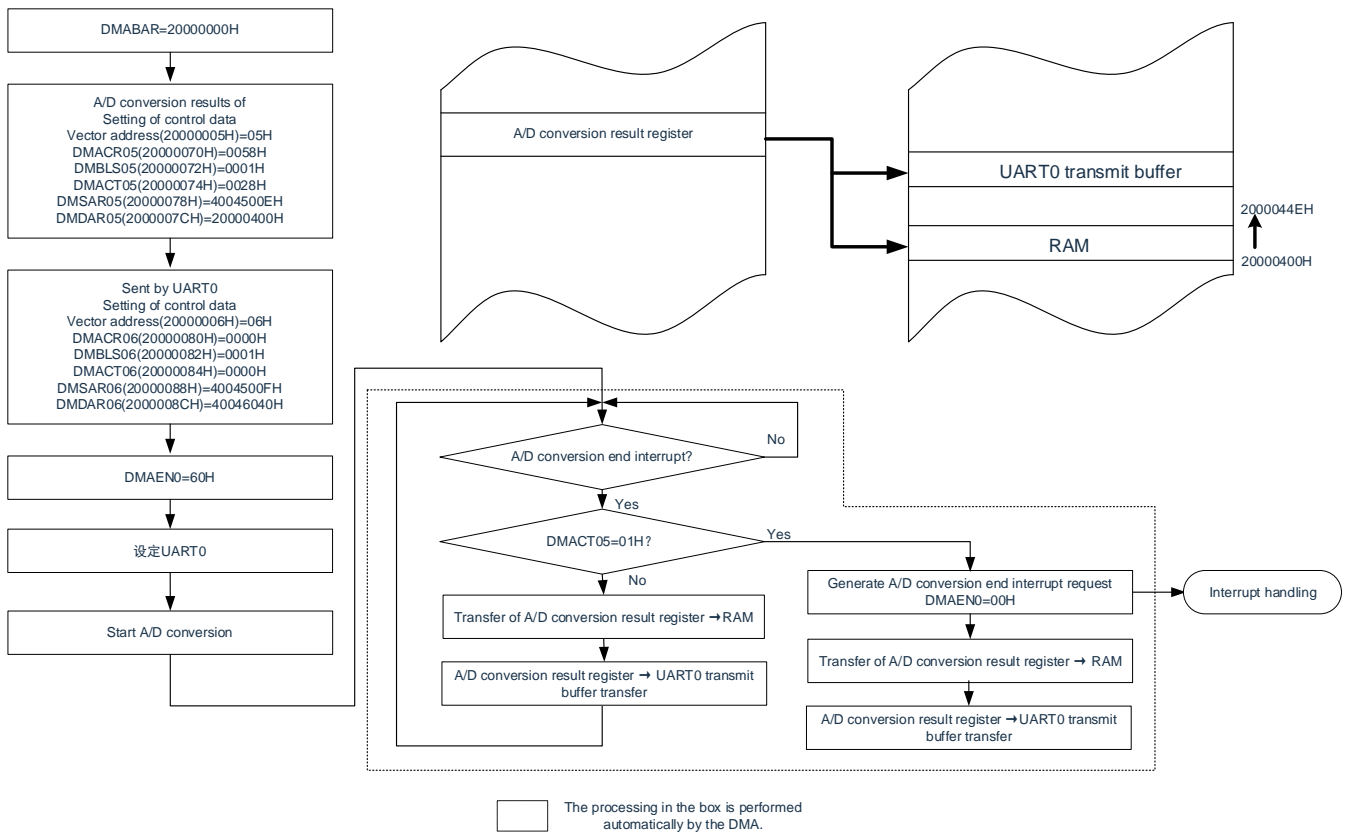 DMABAR=20000000H
A/D conversion results of
Setting of control data
Vector address(20000005H)=05H
DMACR05(20000070H)=0058H
DMBLS05(20000072H)=0001H
DMACT05(20000074H)=0028H
DMSAR05(20000078H)=4004500EH
DMDAR05(2000007CH)=20000400H
Sent by UART0
Setting of control data
Vector address(20000006H)=06H
DMACR06(20000080H)=0000H
DMBLS06(20000082H)=0001H
DMACT06(20000084H)=0000H
DMSAR06(20000088H)=4004500FH
DMDAR06(2000008CH)=40046040H
DMAEN0=60H
设定UART0
Start A/D conversion
A/D conversion result register
UART0 transmit buffer
2000044EH
RAM
20000400H
A/D conversion end interrupt?
No
Yes
DMACT05=01H?
Yes
No
Transfer of A/D conversion result register →RAM
A/D conversion result register → UART0 transmit
buffer transfer
Generate A/D conversion end interrupt request
DMAEN0=00H
Interrupt handling
Transfer of A/D conversion result register → RAM
A/D conversion result register →UART0 transmit
buffer transfer
The processing in the box is performed
automatically by the DMA.